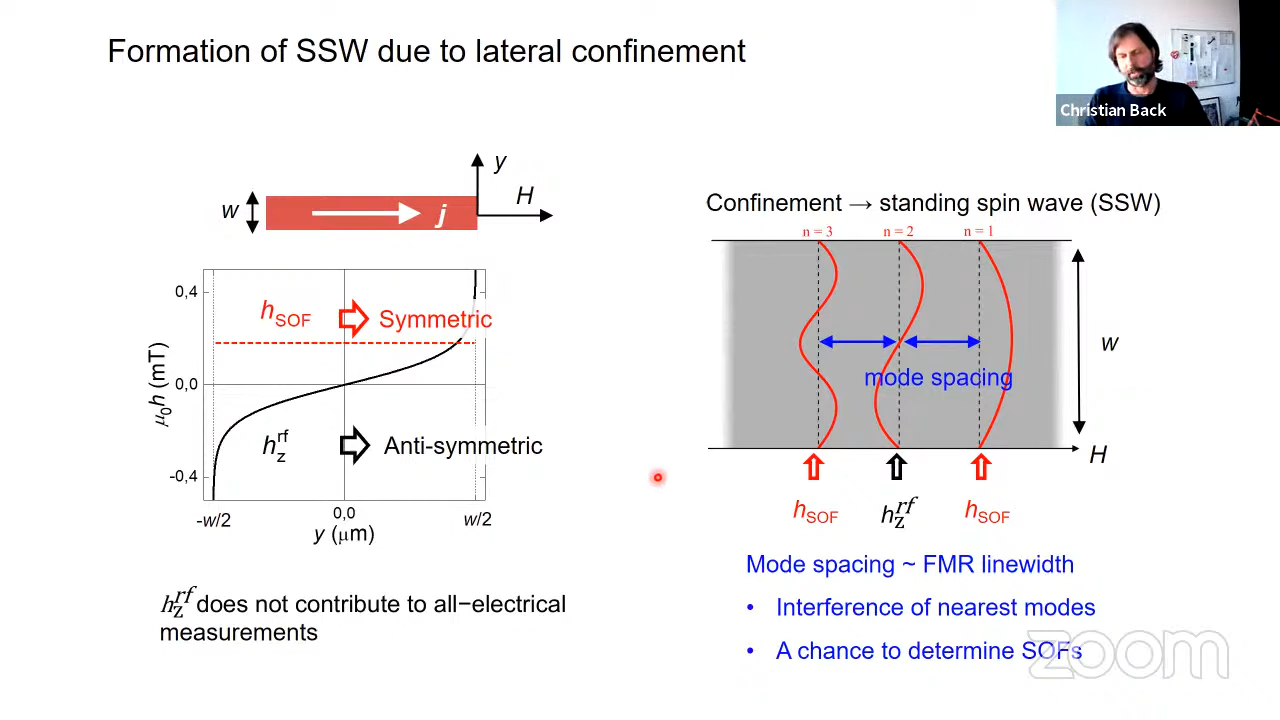 Formation of SSW due to lateral confinement
Christian Back
y
H
w
j
0,4
0,0
-0,4
μ₀h (mT)
h_SOF
Symmetric
h_z^rf
Anti-symmetric
-w/2
0,0
w/2
y (μm)
h_z^rf does not contribute to all−electrical
measurements
Confinement → standing spin wave (SSW)
n = 3
n = 2
n = 1
mode spacing
w
H
h_SOF
h_z^rf
h_SOF
Mode spacing ~ FMR linewidth
• Interference of nearest modes
• A chance to determine SOFs
zoom